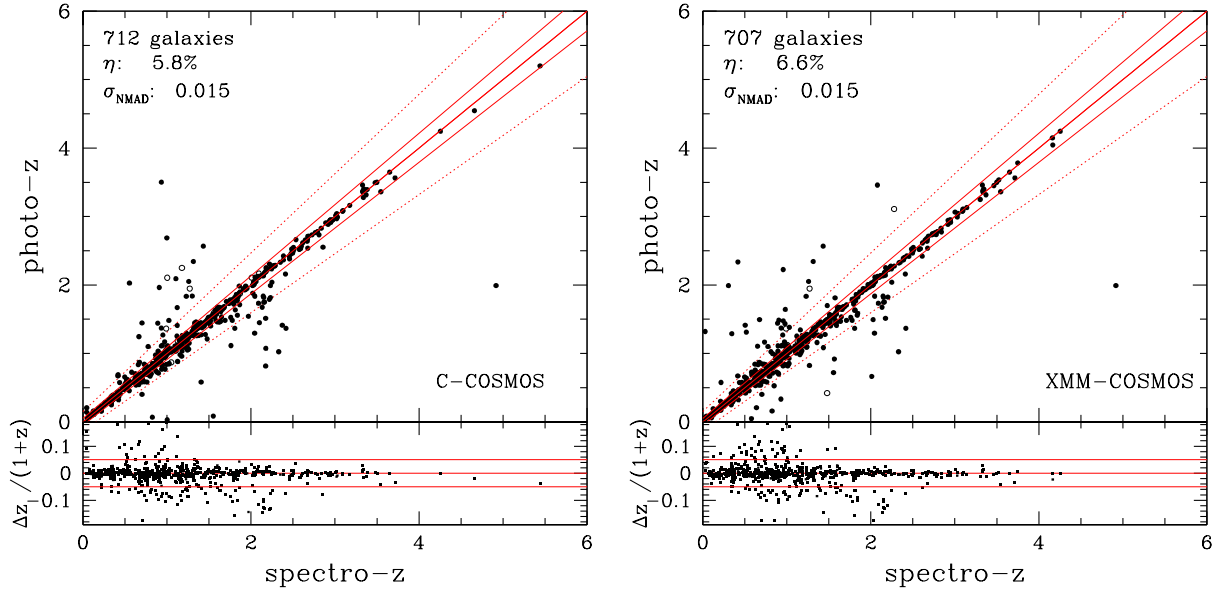 712 galaxies
η: 5.8%
σNMAD: 0.015
C-COSMOS
photo-z
6
4
2
0
Δz_/(1+z)
0.1
0
-0.1
0 2 4 6
spectro-z
707 galaxies
η: 6.6%
σNMAD: 0.015
XMM-COSMOS
photo-z
6
4
2
0
Δz_/(1+z)
0.1
0
-0.1
0 2 4 6
spectro-z